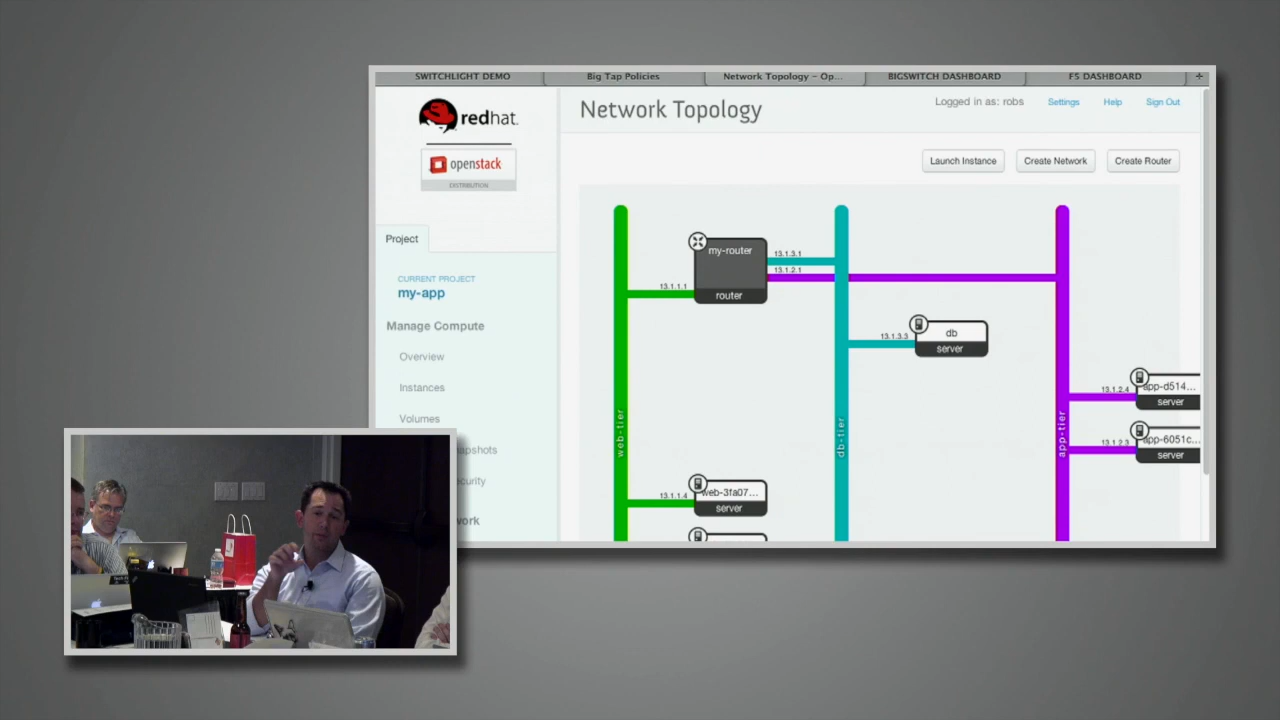 SWITCHLIGHT DEMO
Big Tap Policies
Network Topology – Op...
BIGSWITCH DASHBOARD
F5 DASHBOARD
+
redhat.
openstack
DISTRIBUTION
Network Topology
Logged in as: robs
Settings
Help
Sign Out
Launch Instance
Create Network
Create Router
Project
CURRENT PROJECT
my-app
Manage Compute
Overview
Instances
Volumes
apshots
ecurity
ork
my-router
router
13.1.3.1
13.1.2.1
13.1.1.1
db
server
13.1.3.3
app-d514...
server
13.1.2.4
app-6051c...
server
13.1.2.3
web-tier
db-tier
app-tier
web-3fa07...
server
13.1.1.4